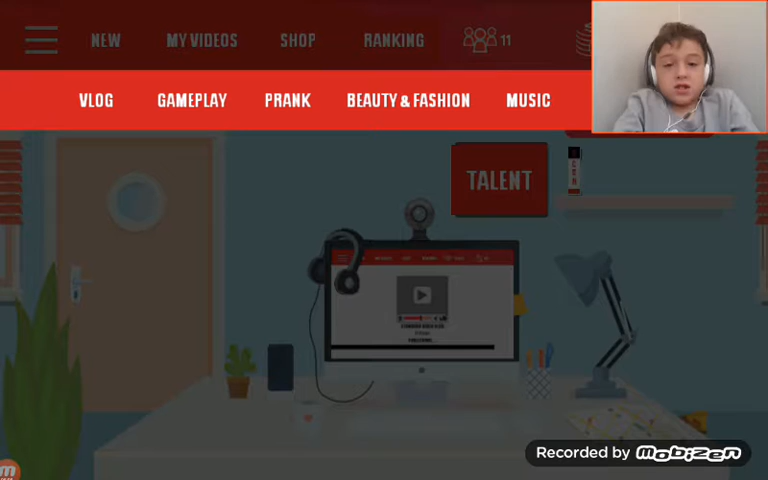 NEW MY VIDEOS SHOP RANKING 11
VLOG GAMEPLAY PRANK BEAUTY & FASHION MUSIC
TALENT
Recorded by mobizen